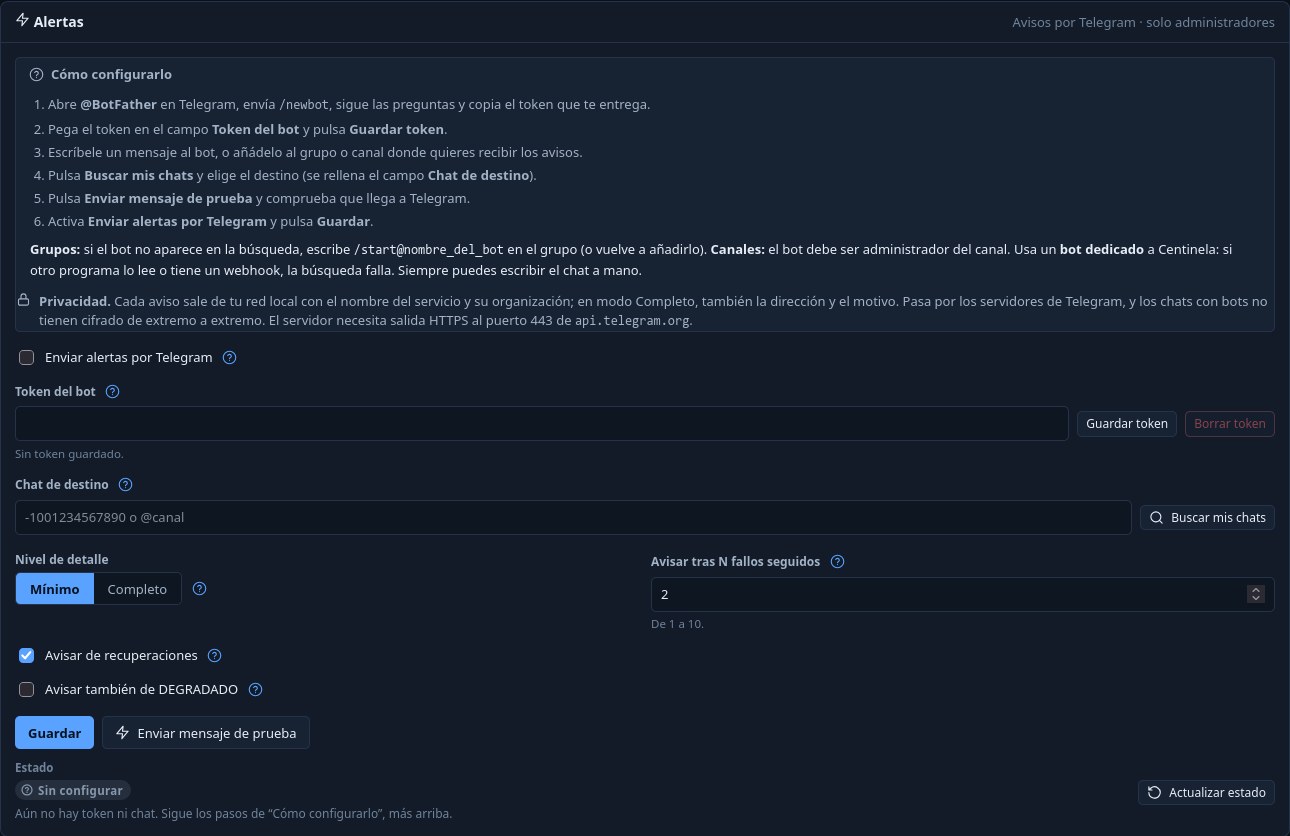 Alertas
Avisos por Telegram · solo administradores
Cómo configurarlo
1. Abre @BotFather en Telegram, envía /newbot, sigue las preguntas y copia el token que te entrega.
2. Pega el token en el campo Token del bot y pulsa Guardar token.
3. Escríbele un mensaje al bot, o añádelo al grupo o canal donde quieres recibir los avisos.
4. Pulsa Buscar mis chats y elige el destino (se rellena el campo Chat de destino).
5. Pulsa Enviar mensaje de prueba y comprueba que llega a Telegram.
6. Activa Enviar alertas por Telegram y pulsa Guardar.
Grupos: si el bot no aparece en la búsqueda, escribe /start@nombre_del_bot en el grupo (o vuelve a añadirlo). Canales: el bot debe ser administrador del canal. Usa un bot dedicado a Centinela: si
otro programa lo lee o tiene un webhook, la búsqueda falla. Siempre puedes escribir el chat a mano.
Privacidad. Cada aviso sale de tu red local con el nombre del servicio y su organización; en modo Completo, también la dirección y el motivo. Pasa por los servidores de Telegram, y los chats con bots no
tienen cifrado de extremo a extremo. El servidor necesita salida HTTPS al puerto 443 de api.telegram.org.
Enviar alertas por Telegram
Token del bot
Guardar token
Borrar token
Sin token guardado.
Chat de destino
-1001234567890 o @canal
Buscar mis chats
Nivel de detalle
Mínimo
Completo
Avisar tras N fallos seguidos
2
De 1 a 10.
Avisar de recuperaciones
Avisar también de DEGRADADO
Guardar
Enviar mensaje de prueba
Estado
Sin configurar
Actualizar estado
Aún no hay token ni chat. Sigue los pasos de “Cómo configurarlo”, más arriba.